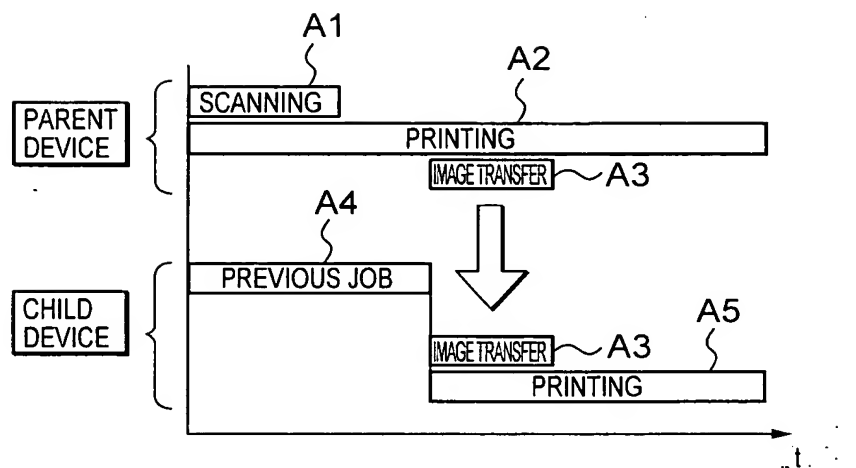 A1
A2
SCANNING
PARENT
DEVICE
PRINTING
IMAGE TRANSFER
A3
A4
PREVIOUS JOB
CHILD
DEVICE
A5
IMAGE TRANSFER
A3
PRINTING
t